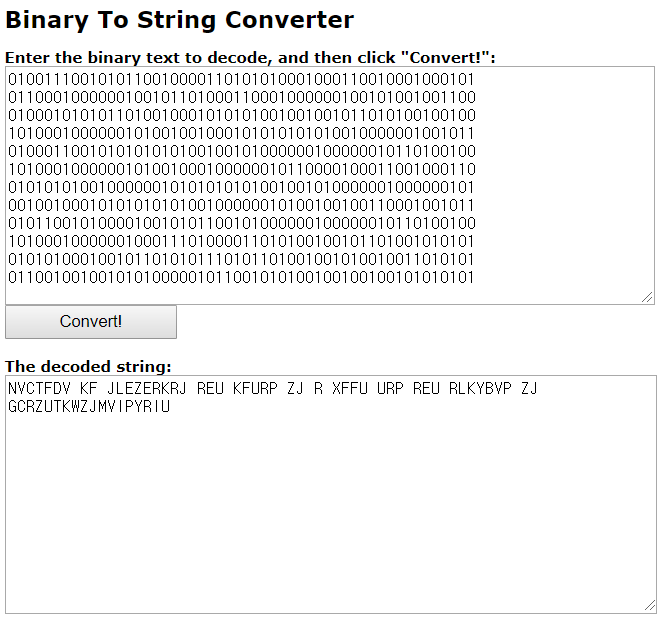 Binary To String Converter
Enter the binary text to decode, and then click "Convert!":
0100111001010110010000110101010001000110010001000101
0110001000000100101101000110001000000100101001001100
0100010101011010010001010101001001001011010100100100
1010001000000101001001000101010101010010000001001011
0100011001010101010100100101000000100000010110100100
1010001000000101001000100000010110000100011001000110
0101010100100000010101010101001001010000001000000101
0010010001010101010100100000010100100100110001001011
0101100101000010010101100101000000100000010110100100
1010001000000100011101000011010100100101101001010101
0101010001001011010101110101101001001010010011010101
0110010010010101000001011001010100100100100101010101
Convert!
The decoded string:
NVCTFDV KF JLEZERKRJ REU KFURP ZJ R XFFU URP REU RLKYBVP ZJ
GCRZUTKWZJMVIPYRIU